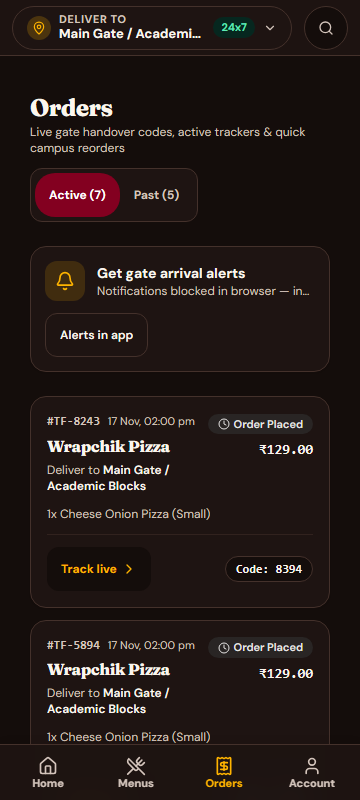 DELIVER TO
Main Gate / Academi...
24x7
Orders
Live gate handover codes, active trackers & quick
campus reorders
Active (7)
Past (5)
Get gate arrival alerts
Notifications blocked in browser — in...
Alerts in app
#TF-8243 17 Nov, 02:00 pm
Order Placed
Wrapchik Pizza
₹129.00
Deliver to Main Gate /
Academic Blocks
1x Cheese Onion Pizza (Small)
Track live
Code: 8394
#TF-5894 17 Nov, 02:00 pm
Order Placed
Wrapchik Pizza
₹129.00
Deliver to Main Gate /
Academic Blocks
1x Cheese Onion Pizza (Small)
Home
Menus
Orders
Account